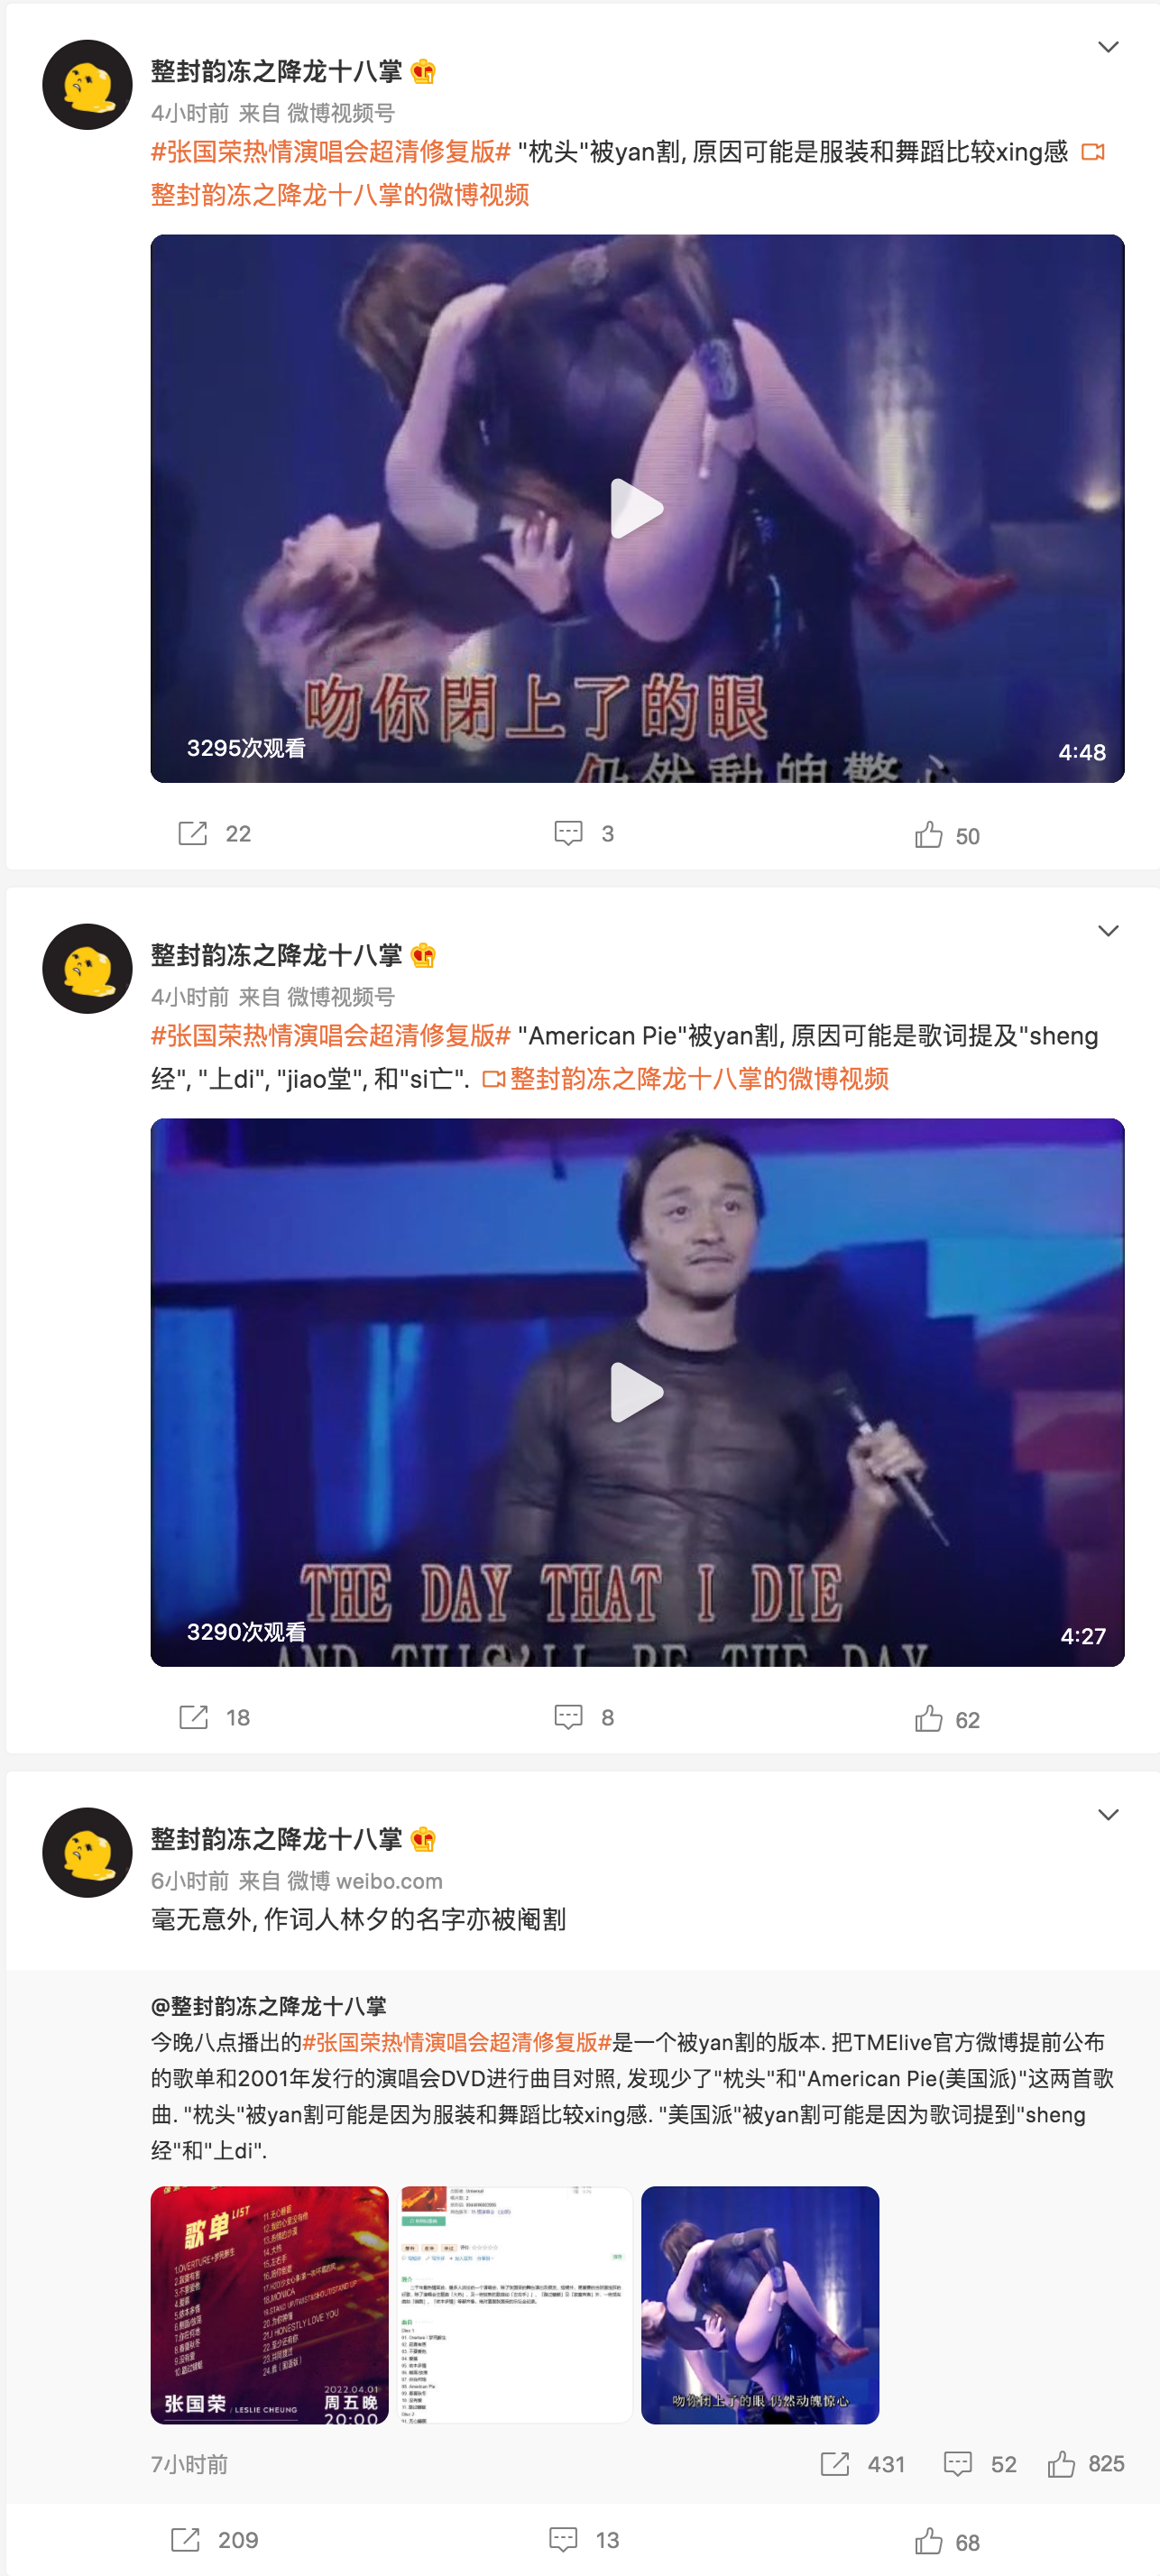 整封韵冻之降龙十八掌
4小时前 来自 微博视频号
#张国荣热情演唱会超清修复版# "枕头"被yan割, 原因可能是服装和舞蹈比较xing感
整封韵冻之降龙十八掌的微博视频
吻你閉上了的眼
仍然動魄驚心
3295次观看
4:48
22
3
50
整封韵冻之降龙十八掌
4小时前 来自 微博视频号
#张国荣热情演唱会超清修复版# "American Pie"被yan割, 原因可能是歌词提及"sheng
经", "上di", "jiao堂", 和"si亡". 整封韵冻之降龙十八掌的微博视频
THE DAY THAT I DIE
3290次观看
4:27
18
8
62
整封韵冻之降龙十八掌
6小时前 来自 微博 weibo.com
毫无意外, 作词人林夕的名字亦被阉割
@整封韵冻之降龙十八掌
今晚八点播出的#张国荣热情演唱会超清修复版#是一个被yan割的版本. 把TMElive官方微博提前公布
的歌单和2001年发行的演唱会DVD进行曲目对照, 发现少了"枕头"和"American Pie(美国派)"这两首歌
曲. "枕头"被yan割可能是因为服装和舞蹈比较xing感. "美国派"被yan割可能是因为歌词提到"sheng
经"和"上di".
歌单 LIST
16.MONICA
21.I HONESTLY LOVE YOU
张国荣 / LESLIE CHEUNG
2022.04.01
周五晚
20:00
吻你闭上了的眼 仍然动魄惊心
7小时前
431
52
825
209
13
68